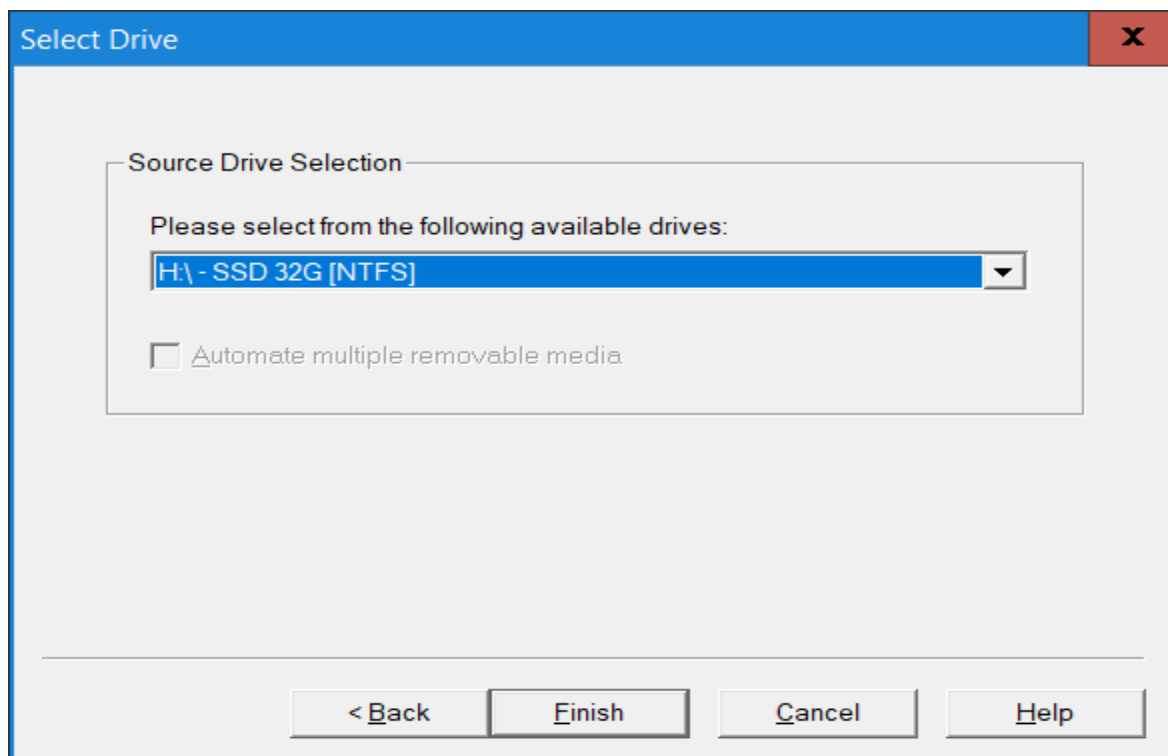 Select Drive
Source Drive Selection
Please select from the following available drives:
H:\ - SSD 32G [NTFS]
Automate multiple removable media
< Back
Finish
Cancel
Help